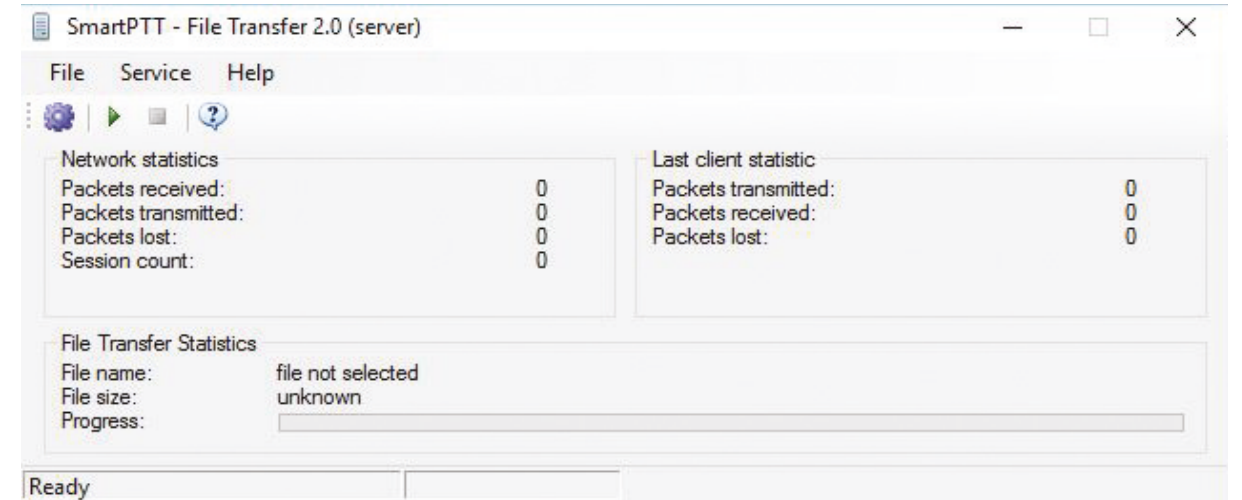 SmartPTT - File Transfer 2.0 (server)
File Service Help
Network statistics
Packets received: 0
Packets transmitted: 0
Packets lost: 0
Session count: 0
Last client statistic
Packets transmitted: 0
Packets received: 0
Packets lost: 0
File Transfer Statistics
File name: file not selected
File size: unknown
Progress:
Ready